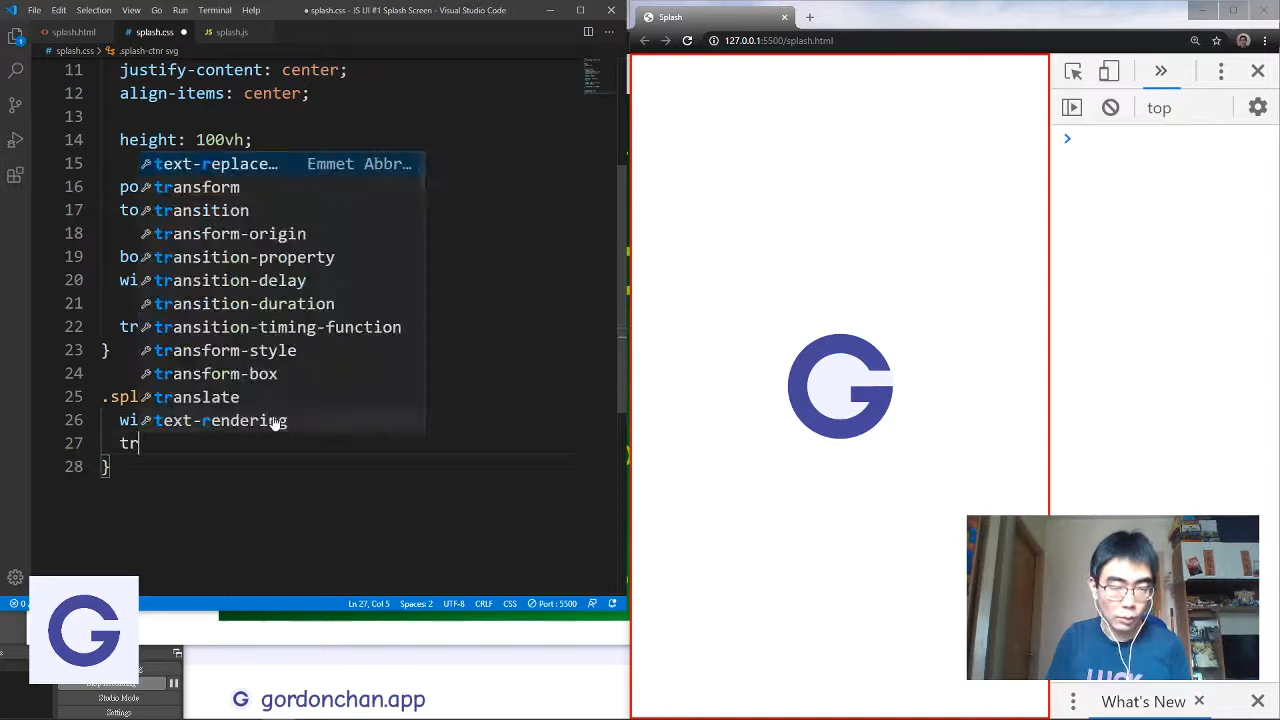 File Edit Selection View Go Run Terminal Help
● splash.css - JS UI #1 Splash Screen - Visual Studio Code
splash.html
splash.css ●
splash.js
splash.css > .splash-ctnr svg
11 justify-content: center;
12 align-items: center;
13
14 height: 100vh;
15 text-replace… Emmet Abbr…
16 po transform
17 to transition
18 transform-origin
19 bo transition-property
20 wi transition-delay
21 transition-duration
22 tr transition-timing-function
23 } transform-style
24 transform-box
25 .spl translate
26 wi text-rendering
27 tr
28 }
Ln 27, Col 5 Spaces: 2 UTF-8 CRLF CSS Port : 5500
Studio Mode
Settings
G gordonchan.app
Splash
127.0.0.1:5500/splash.html
G
top
What's New
G